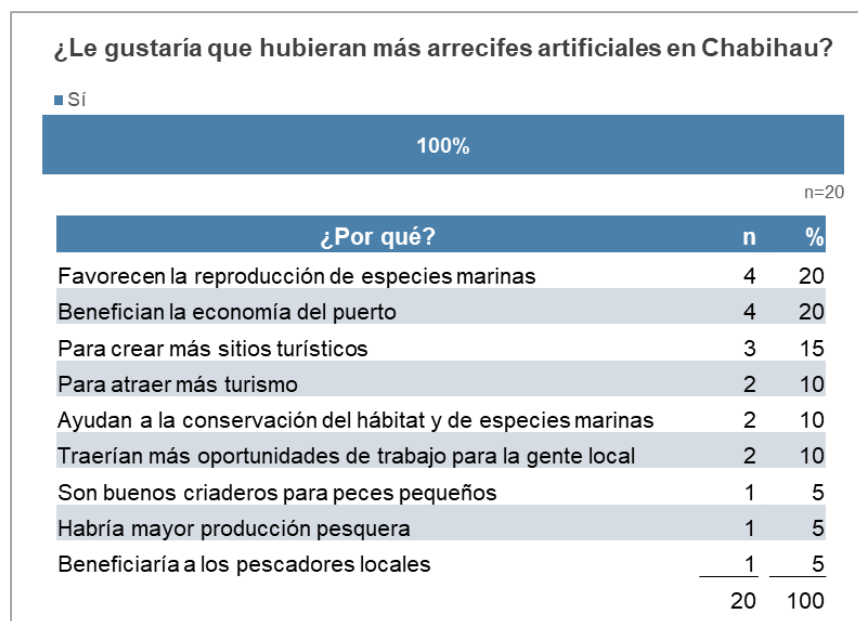 ¿Le gustaría que hubieran más arrecifes artificiales en Chabihau?
Sí
100%
n=20
¿Por qué? n %
Favorecen la reproducción de especies marinas 4 20
Benefician la economía del puerto 4 20
Para crear más sitios turísticos 3 15
Para atraer más turismo 2 10
Ayudan a la conservación del hábitat y de especies marinas 2 10
Traerían más oportunidades de trabajo para la gente local 2 10
Son buenos criaderos para peces pequeños 1 5
Habría mayor producción pesquera 1 5
Beneficiaría a los pescadores locales 1 5
20 100